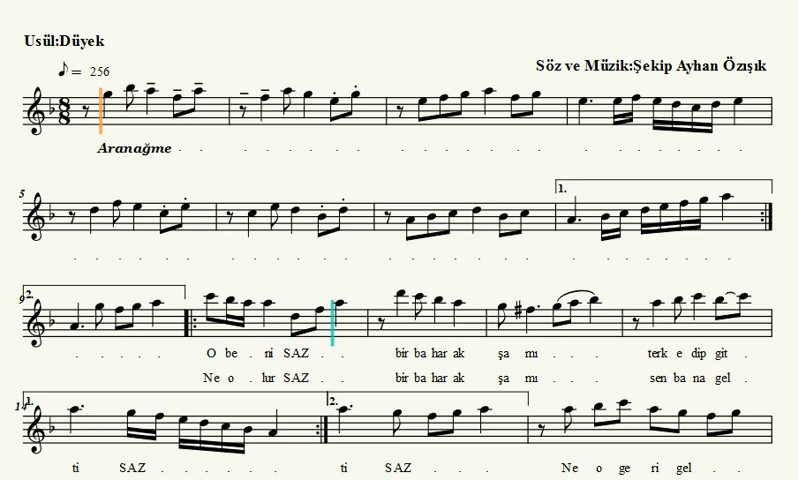 Usül:Düyek
= 256
Söz ve Müzik:Şekip Ayhan Özışık
8
8
Aranağme . . . . . . . . . . . . . . . . .
5
1.
. . . . . . . . . . . . . . . . . . .
9
2.
. . . . O be . ni SAZ . . bir ba har ak şa mı . . . terk e dip git .
Ne o . lur SAZ . . bir ba har ak şa mı . . . sen ba na gel .
14
1.
2.
ti SAZ . . . . . . ti SAZ . . . Ne o ge ri gel . .